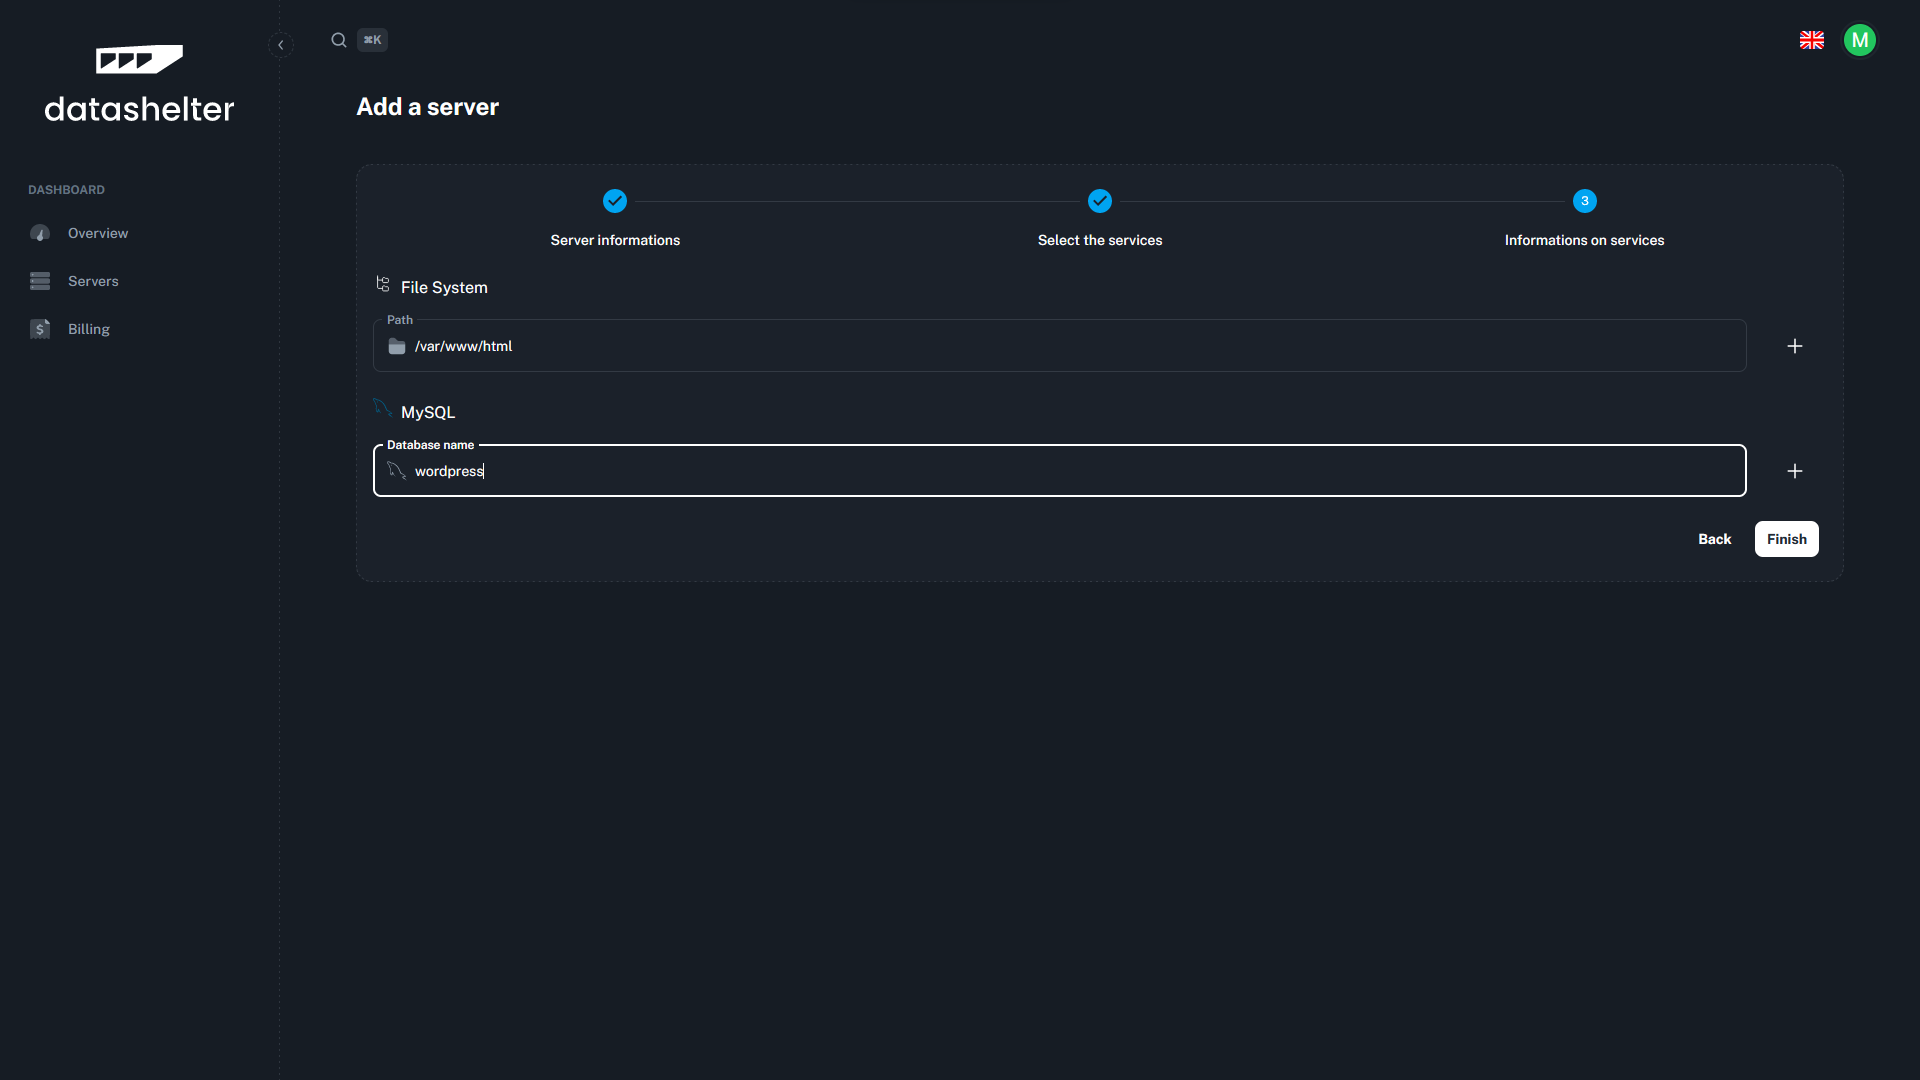 datashelter
⌘K
M
Add a server
DASHBOARD
Overview
Servers
Billing
3
Server informations
Select the services
Informations on services
File System
Path
/var/www/html
MySQL
Database name
wordpress
Back
Finish